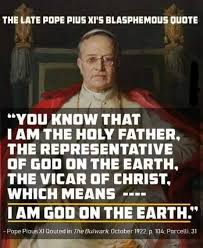 THE LATE POPE PIUS XI'S BLASPHEMOUS QUOTE
"YOU KNOW THAT
I AM THE HOLY FATHER,
THE REPRESENTATIVE
OF GOD ON THE EARTH,
THE VICAR OF CHRIST,
WHICH MEANS ----
I AM GOD ON THE EARTH."
- Pope Pius XI Qouted in The Bulwark, October 1922, p. 104; Porcelli, 31